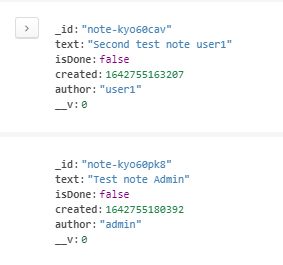 _id:"note-kyo60cav"
text:"Second test note user1"
isDone:false
created:1642755163207
author:"user1"
__v:0
_id:"note-kyo60pk8"
text:"Test note Admin"
isDone:false
created:1642755180392
author:"admin"
__v:0